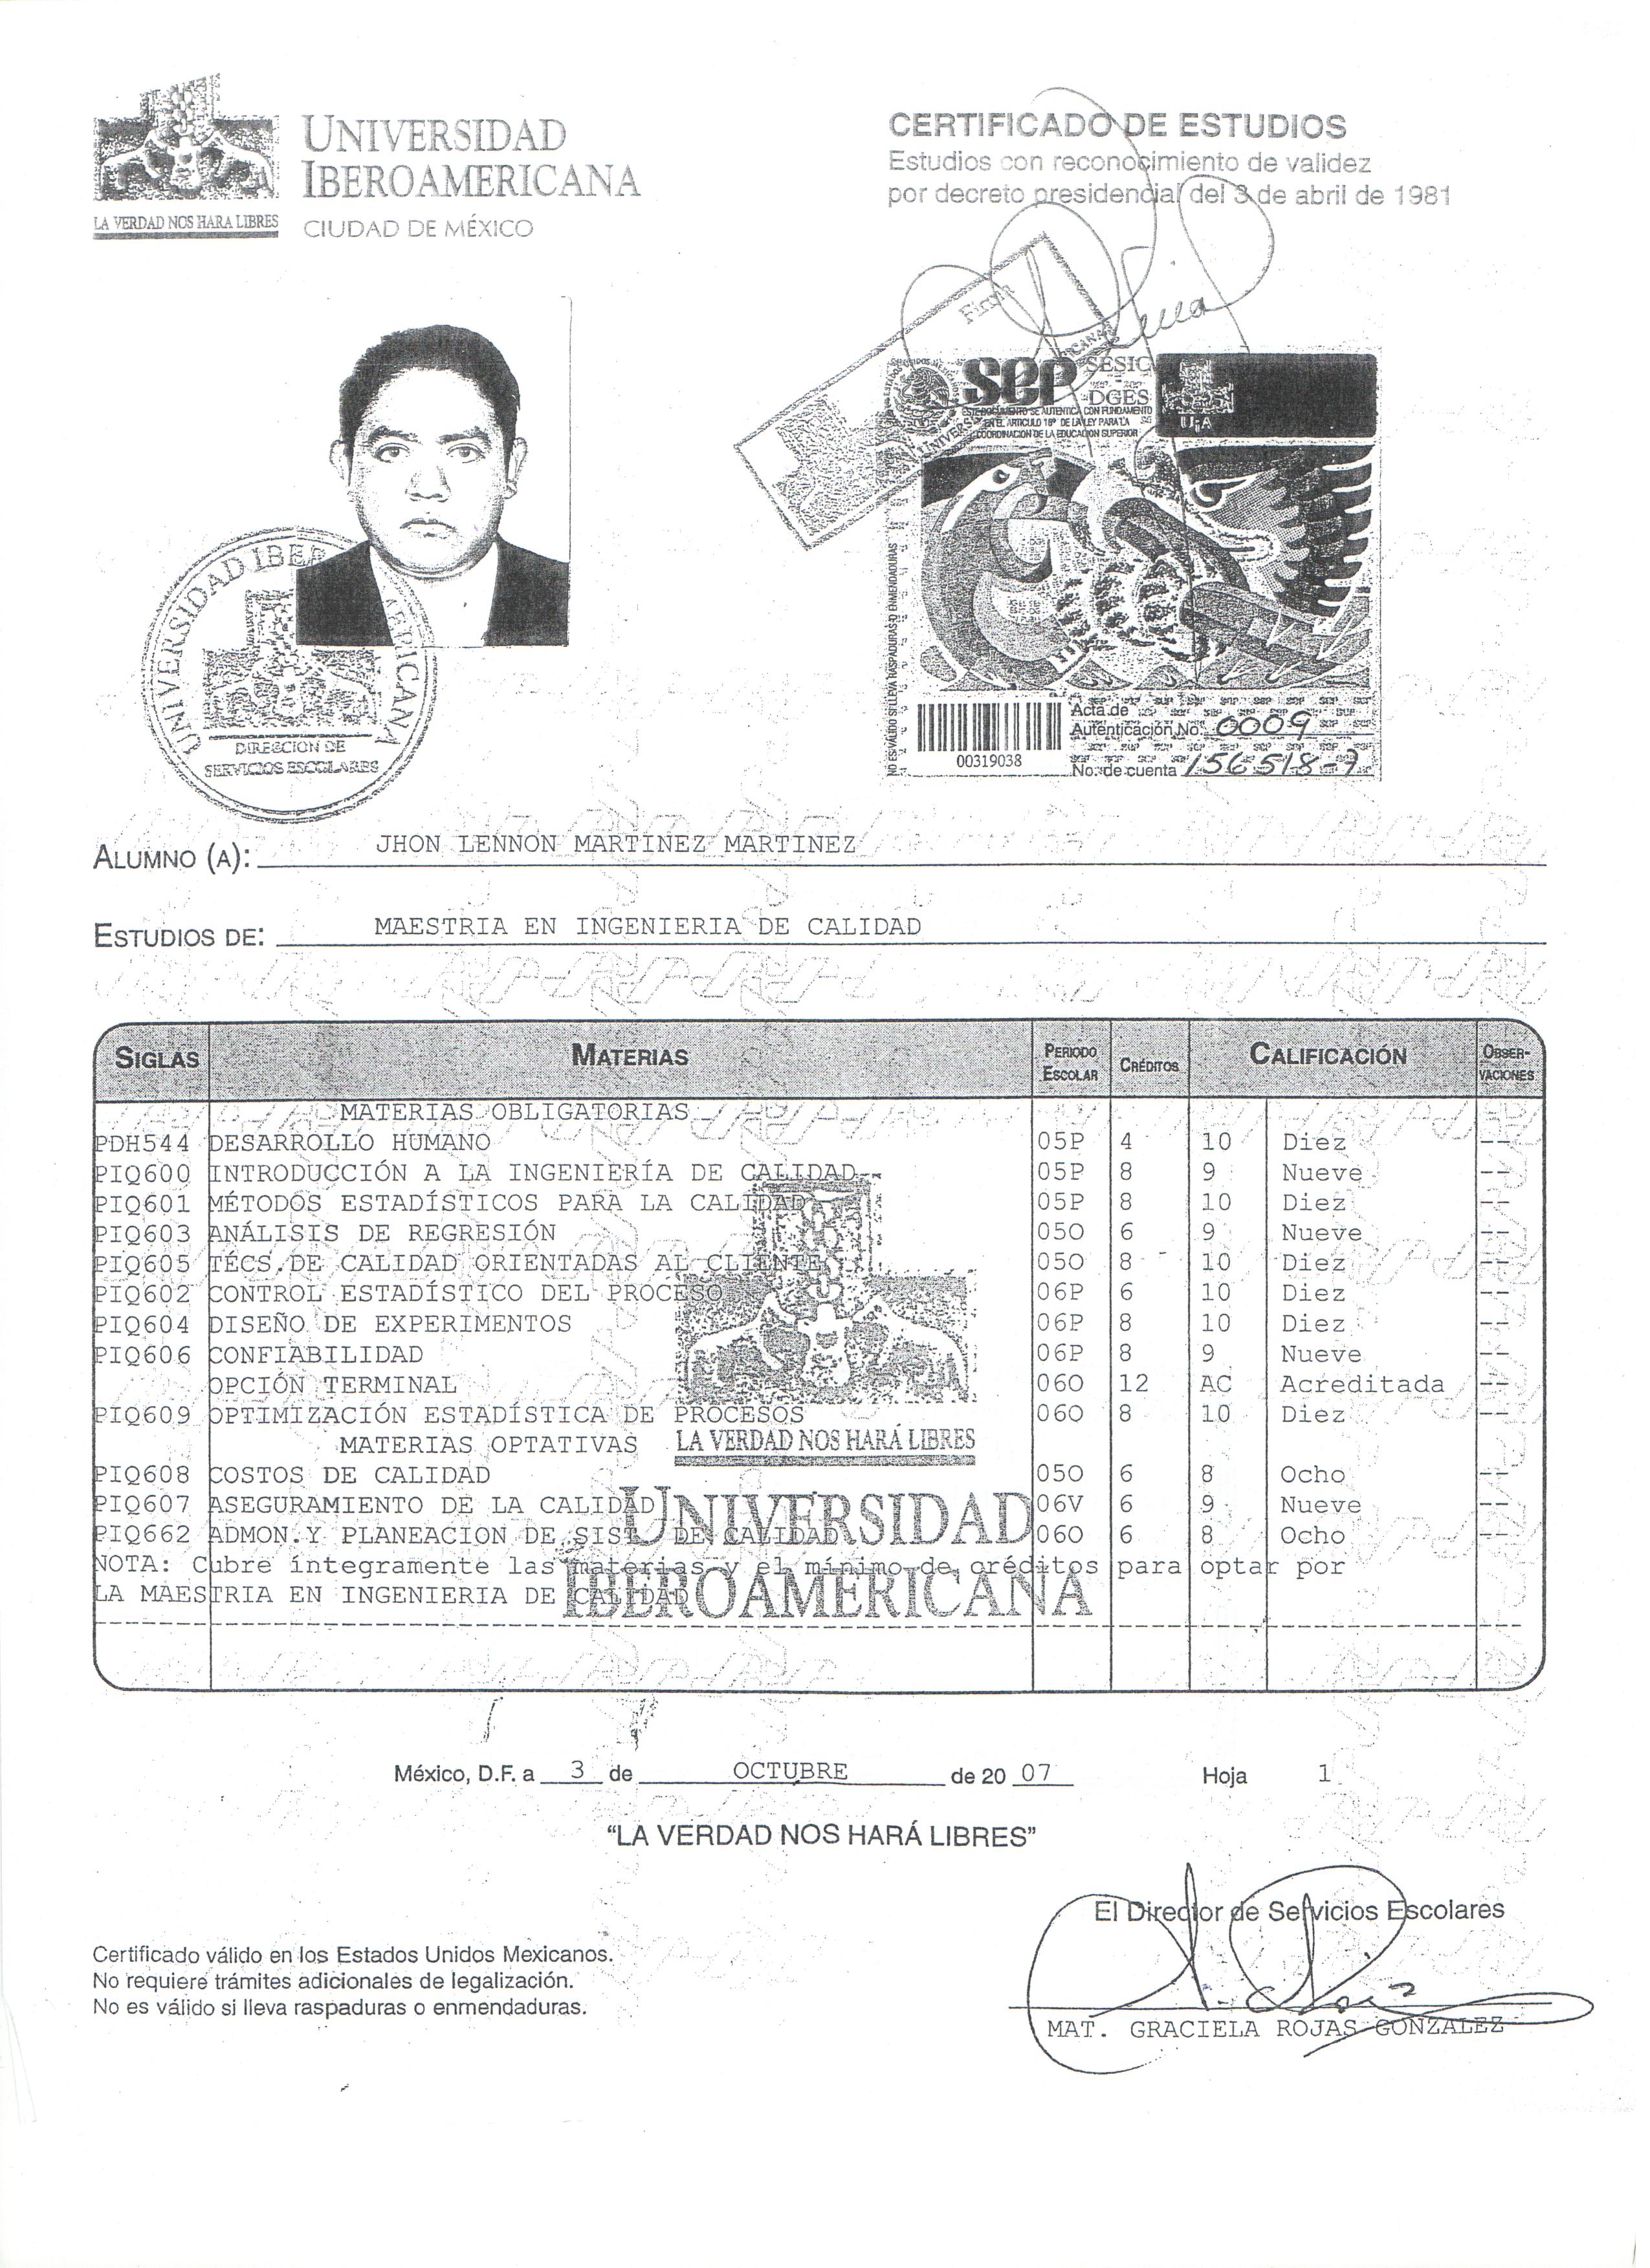 UNIVERSIDAD
IBEROAMERICANA
CIUDAD DE MÉXICO
LA VERDAD NOS HARA LIBRES
CERTIFICADO DE ESTUDIOS
Estudios con reconocimiento de validez
por decreto presidencial del 3 de abril de 1981
Firma
sep SESIC
DGES
ESTE DOCUMENTO SE AUTENTICA CON FUNDAMENTO
EN EL ARTICULO 18º DE LA LEY PARA LA
COORDINACION DE LA EDUCACION SUPERIOR
UIA
NO ES VÁLIDO SI LLEVA RASPADURAS O ENMENDADURAS
00319038
Acta de
Autenticación No. 0009
No. de cuenta 156518-7
UNIVERSIDAD IBEROAMERICANA
DIRECCION DE
SERVICIOS ESCOLARES
ALUMNO (A): JHON LENNON MARTINEZ MARTINEZ
ESTUDIOS DE: MAESTRIA EN INGENIERIA DE CALIDAD
SIGLAS MATERIAS PERIODO ESCOLAR CRÉDITOS CALIFICACIÓN OBSERVACIONES
MATERIAS OBLIGATORIAS
PDH544 DESARROLLO HUMANO 05P 4 10 Diez --
PIQ600 INTRODUCCIÓN A LA INGENIERÍA DE CALIDAD 05P 8 9 Nueve --
PIQ601 MÉTODOS ESTADÍSTICOS PARA LA CALIDAD 05P 8 10 Diez --
PIQ603 ANÁLISIS DE REGRESIÓN 05O 6 9 Nueve --
PIQ605 TÉCS.DE CALIDAD ORIENTADAS AL CLIENTE 05O 8 10 Diez --
PIQ602 CONTROL ESTADÍSTICO DEL PROCESO 06P 6 10 Diez --
PIQ604 DISEÑO DE EXPERIMENTOS 06P 8 10 Diez --
PIQ606 CONFIABILIDAD 06P 8 9 Nueve --
OPCIÓN TERMINAL 06O 12 AC Acreditada --
PIQ609 OPTIMIZACIÓN ESTADÍSTICA DE PROCESOS 06O 8 10 Diez --
MATERIAS OPTATIVAS
PIQ608 COSTOS DE CALIDAD 05O 6 8 Ocho --
PIQ607 ASEGURAMIENTO DE LA CALIDAD 06V 6 9 Nueve --
PIQ662 ADMON.Y PLANEACION DE SIST. DE CALIDAD 06O 6 8 Ocho --
NOTA: Cubre íntegramente las materias y el mínimo de créditos para optar por
LA MAESTRIA EN INGENIERIA DE CALIDAD
LA VERDAD NOS HARÁ LIBRES
UNIVERSIDAD
IBEROAMERICANA
México, D.F. a 3 de OCTUBRE de 20 07 Hoja 1
“LA VERDAD NOS HARÁ LIBRES”
El Director de Servicios Escolares
MAT. GRACIELA ROJAS GONZALEZ
Certificado válido en los Estados Unidos Mexicanos.
No requiere trámites adicionales de legalización.
No es válido si lleva raspaduras o enmendaduras.